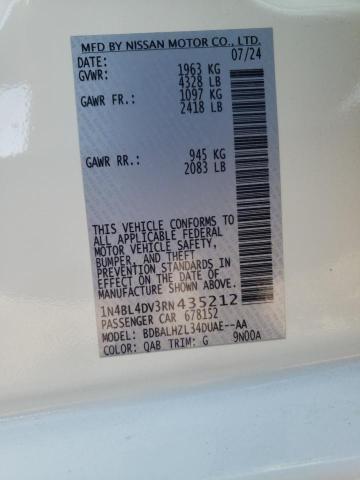 MFD BY NISSAN MOTOR CO., LTD.
DATE: 07/24
GVWR: 1963 KG
4328 LB
GAWR FR.: 1097 KG
2418 LB
GAWR RR.: 945 KG
2083 LB
THIS VEHICLE CONFORMS TO
ALL APPLICABLE FEDERAL
MOTOR VEHICLE SAFETY,
BUMPER, AND THEFT
PREVENTION STANDARDS
IN EFFECT ON THE DATE OF
MANUFACTURE SHOWN ABOVE.
1N4BL4DV3RN435212
PASSENGER CAR 678152
MODEL: BDBALHZL34DUAE--AA
COLOR: QAB TRIM: G 9N00A